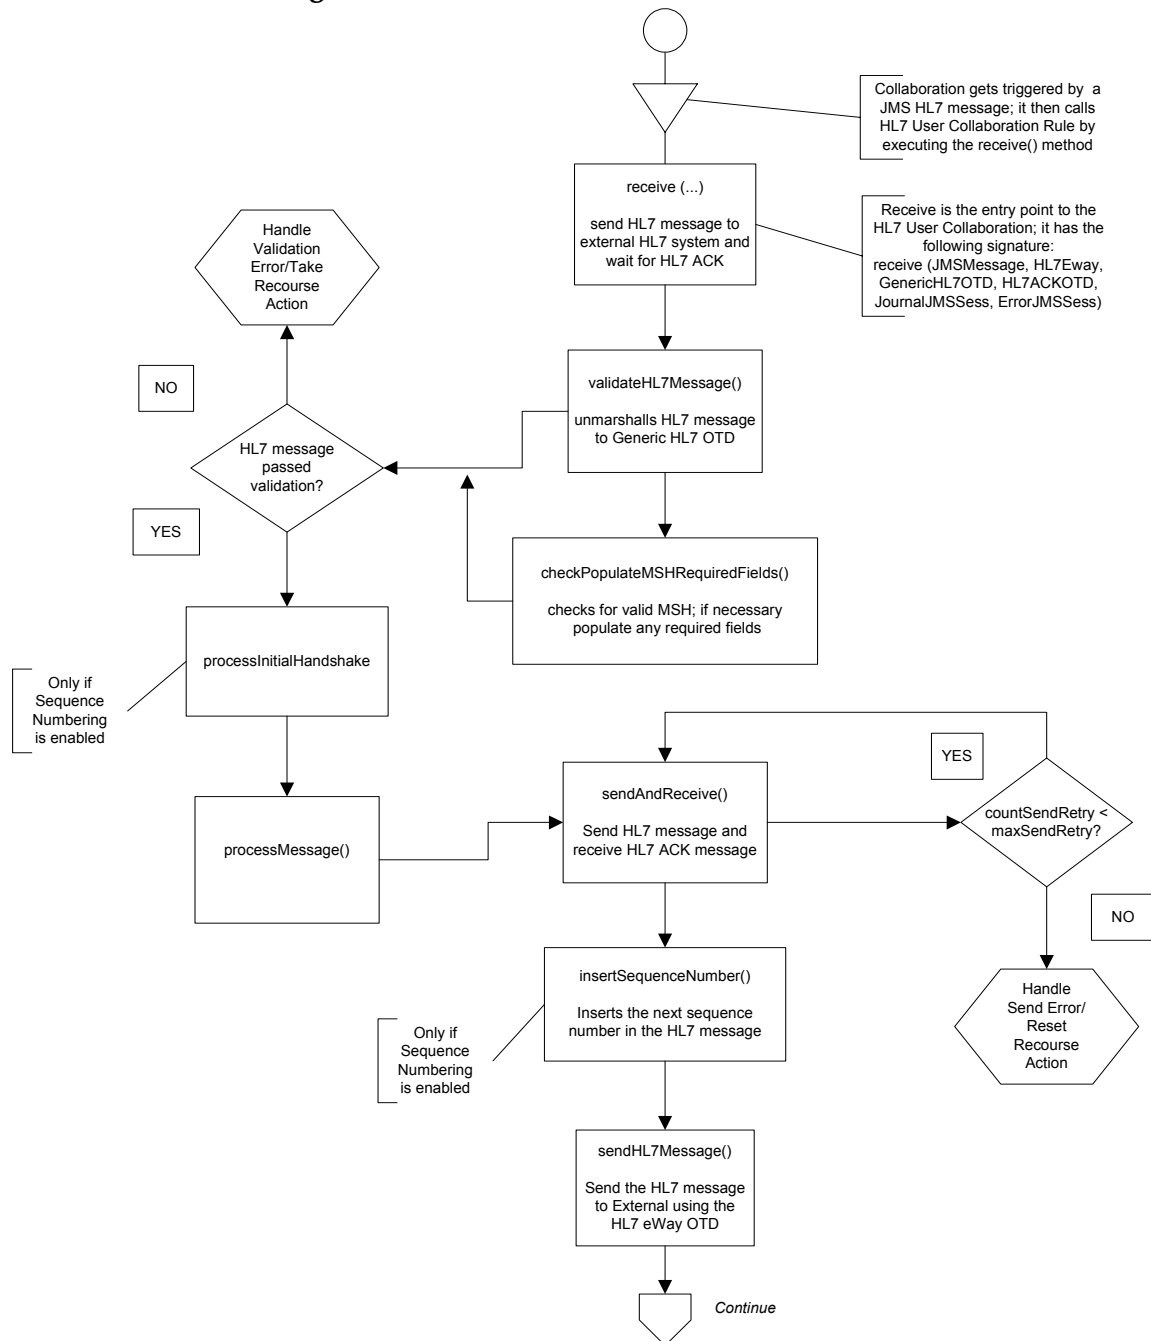 Collaboration gets triggered by a
JMS HL7 message; it then calls
HL7 User Collaboration Rule by
executing the receive() method
receive (...)
send HL7 message to
external HL7 system and
wait for HL7 ACK
Receive is the entry point to the
HL7 User Collaboration; it has the
following signature:
receive (JMSMessage, HL7Eway,
GenericHL7OTD, HL7ACKOTD,
JournalJMSSess, ErrorJMSSess)
Handle
Validation
Error/Take
Recourse
Action
NO
validateHL7Message()
unmarshalls HL7 message
to Generic HL7 OTD
HL7 message
passed
validation?
YES
checkPopulateMSHRequiredFields()
checks for valid MSH; if necessary
populate any required fields
processInitialHandshake
Only if
Sequence
Numbering
is enabled
YES
sendAndReceive()
Send HL7 message and
receive HL7 ACK message
countSendRetry <
maxSendRetry?
processMessage()
NO
insertSequenceNumber()
Inserts the next sequence
number in the HL7 message
Only if
Sequence
Numbering
is enabled
Handle
Send Error/
Reset
Recourse
Action
sendHL7Message()
Send the HL7 message
to External using the
HL7 eWay OTD
Continue